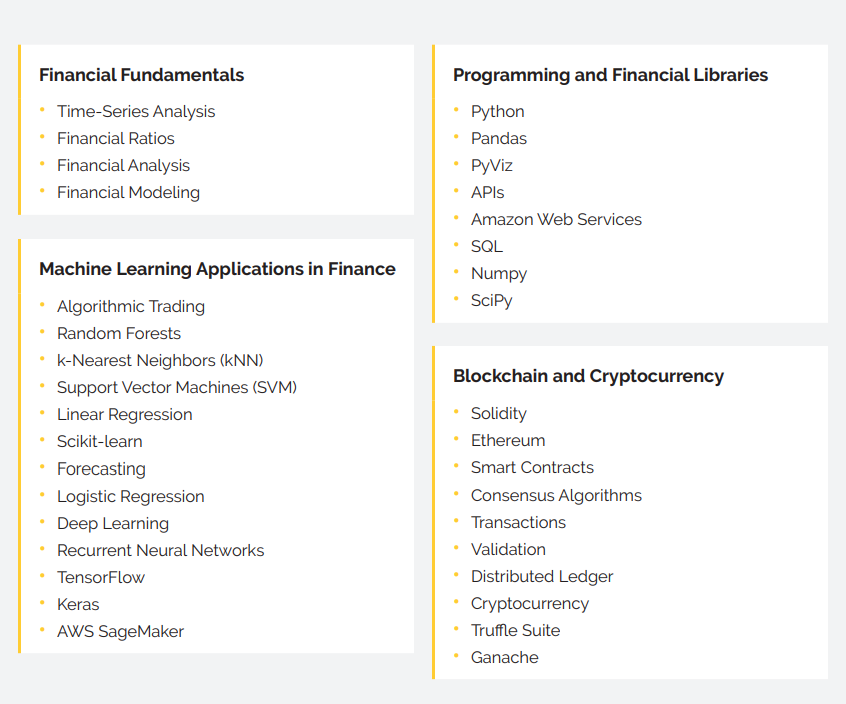 Financial Fundamentals
Time-Series Analysis
Financial Ratios
Financial Analysis
Financial Modeling
Machine Learning Applications in Finance
Algorithmic Trading
Random Forests
k-Nearest Neighbors (kNN)
Support Vector Machines (SVM)
Linear Regression
Scikit-learn
Forecasting
Logistic Regression
Deep Learning
Recurrent Neural Networks
TensorFlow
Keras
AWS SageMaker
Programming and Financial Libraries
Python
Pandas
PyViz
APIs
Amazon Web Services
SQL
Numpy
SciPy
Blockchain and Cryptocurrency
Solidity
Ethereum
Smart Contracts
Consensus Algorithms
Transactions
Validation
Distributed Ledger
Cryptocurrency
Truffle Suite
Ganache